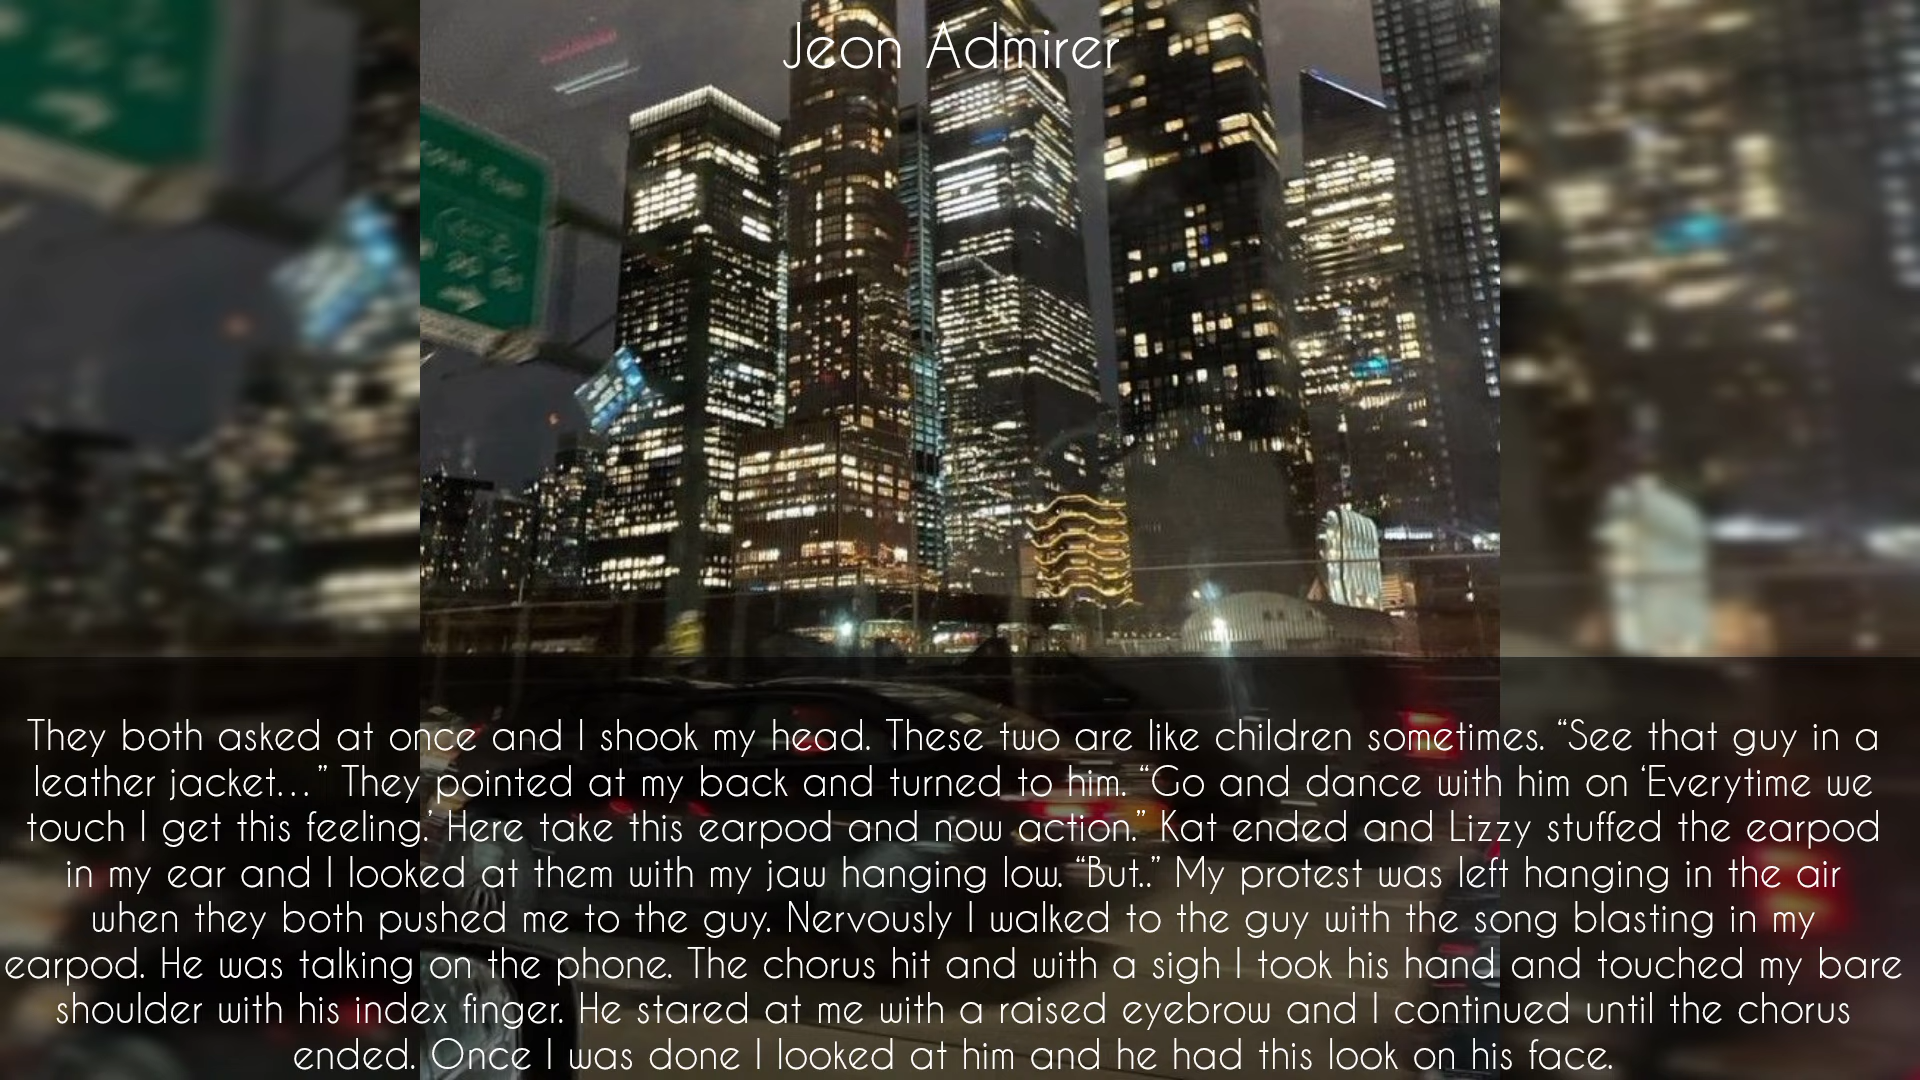 Jeon Admirer
They both asked at once and I shook my head. These two are like children sometimes. “See that guy in a
leather jacket…” They pointed at my back and turned to him. “Go and dance with him on ‘Everytime we
touch I get this feeling.’ Here take this earpod and now action.” Kat ended and Lizzy stuffed the earpod
in my ear and I looked at them with my jaw hanging low. “But..” My protest was left hanging in the air
when they both pushed me to the guy. Nervously I walked to the guy with the song blasting in my
earpod. He was talking on the phone. The chorus hit and with a sigh I took his hand and touched my bare
shoulder with his index finger. He stared at me with a raised eyebrow and I continued until the chorus
ended. Once I was done I looked at him and he had this look on his face.